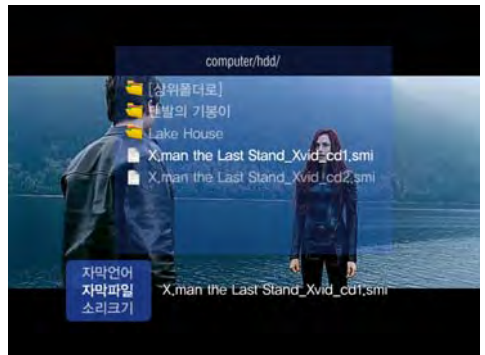 computer/hdd/
[상위폴더로]
맨발의 기봉이
Lake House
X,man the Last Stand_Xvid_cd1,smi
X,man the Last Stand_Xvid_cd2,smi
자막언어
자막파일 X,man the Last Stand_Xvid_cd1,smi
소리크기